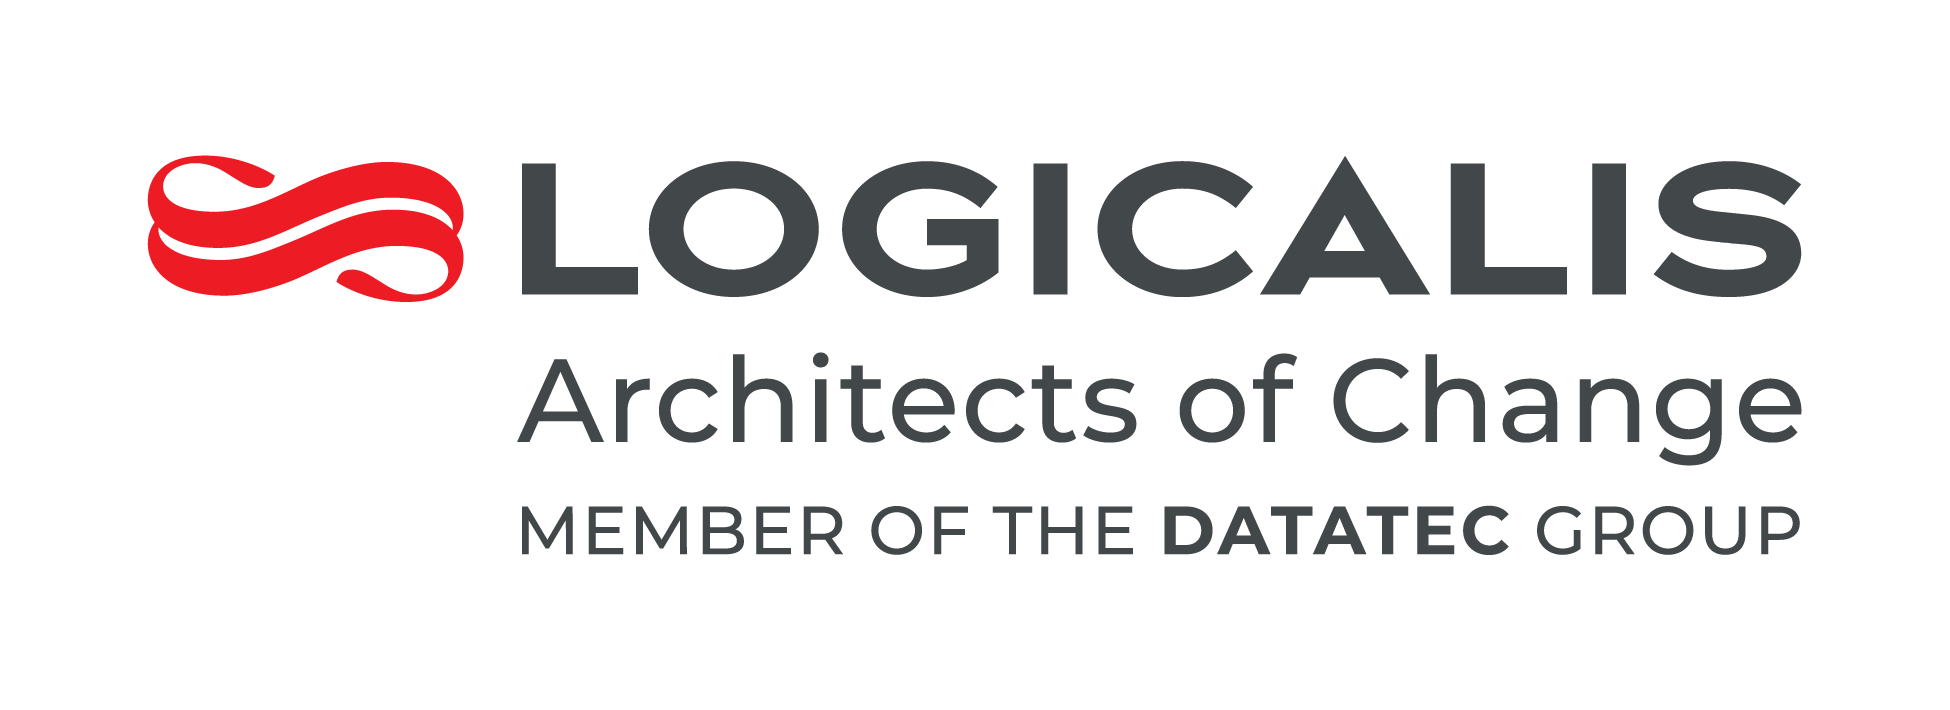 LOGICALIS
Architects of Change
MEMBER OF THE DATATEC GROUP